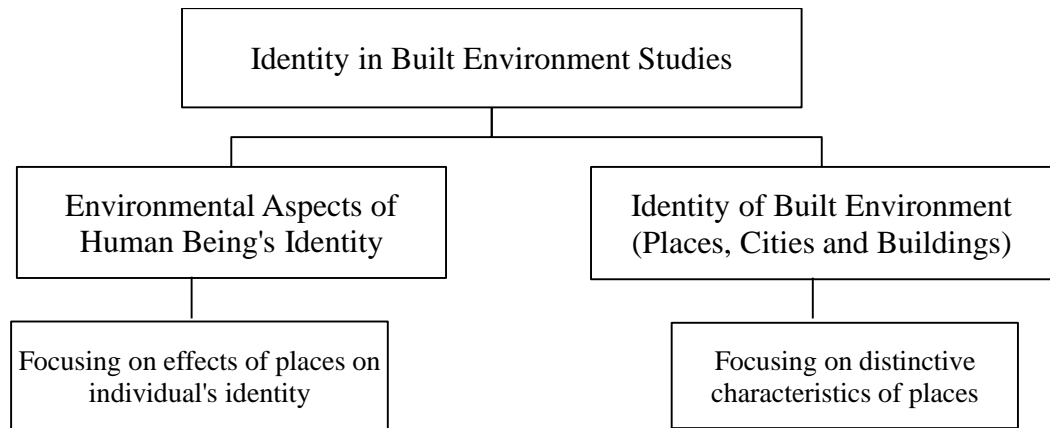 Identity in Built Environment Studies
Environmental Aspects of
Human Being's Identity
Identity of Built Environment
(Places, Cities and Buildings)
Focusing on effects of places on
individual's identity
Focusing on distinctive
characteristics of places